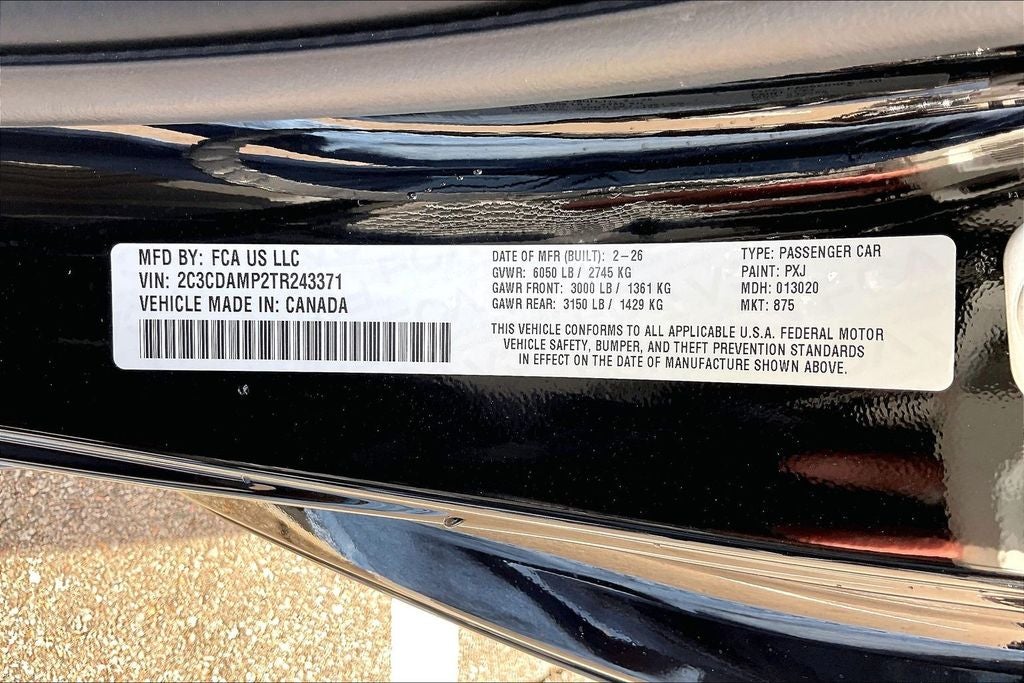 MFD BY: FCA US LLC
VIN: 2C3CDAMP2TR243371
VEHICLE MADE IN: CANADA
DATE OF MFR (BUILT): 2-26
GVWR: 6050 LB / 2745 KG
GAWR FRONT: 3000 LB / 1361 KG
GAWR REAR: 3150 LB / 1429 KG
TYPE: PASSENGER CAR
PAINT: PXJ
MDH: 013020
MKT: 875
THIS VEHICLE CONFORMS TO ALL APPLICABLE U.S.A. FEDERAL MOTOR
VEHICLE SAFETY, BUMPER, AND THEFT PREVENTION STANDARDS
IN EFFECT ON THE DATE OF MANUFACTURE SHOWN ABOVE.